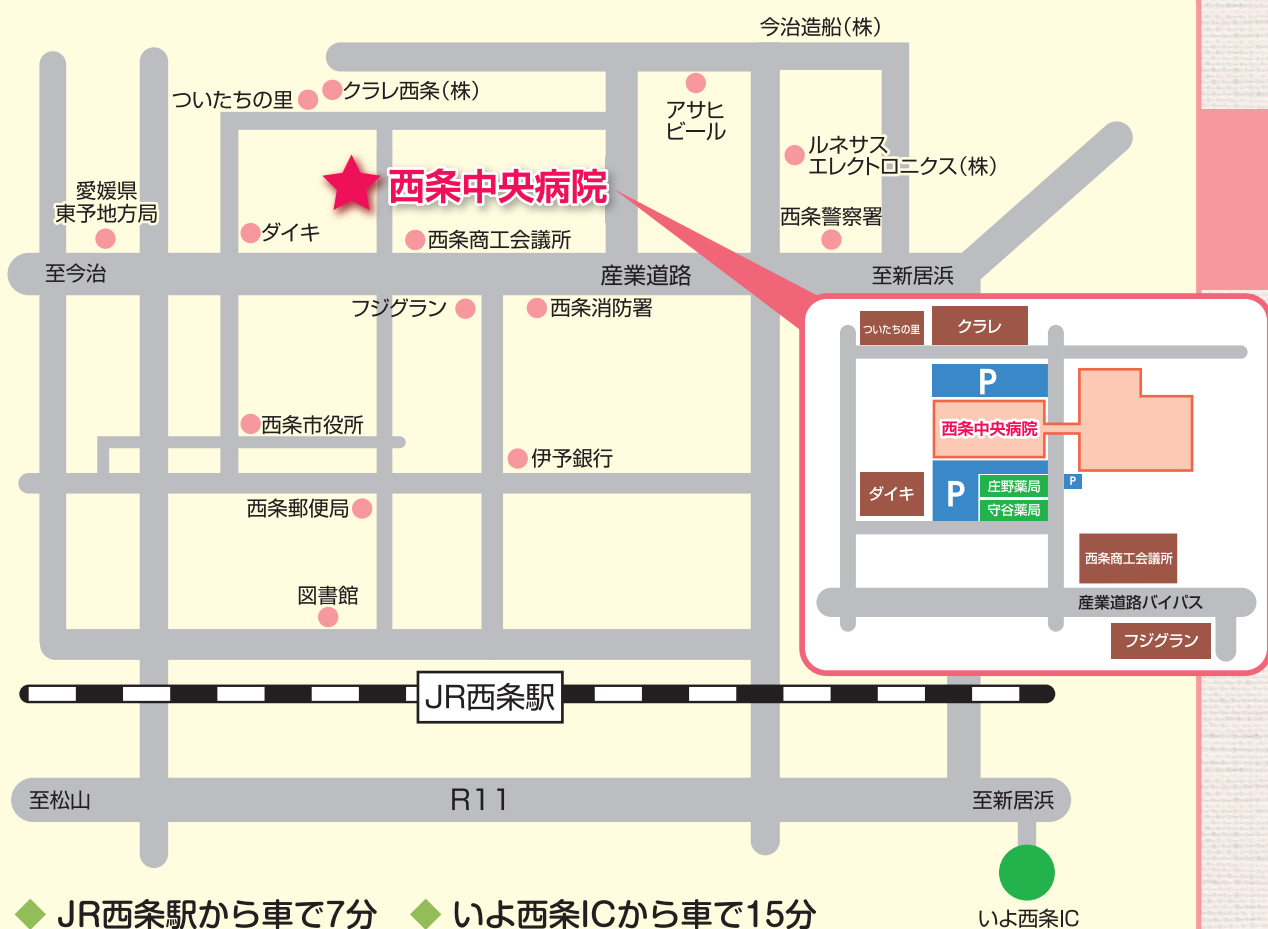 今治造船(株)
クラレ西条(株)
ついたちの里
アサヒ
ビール
ルネサス
エレクトロニクス(株)
西条中央病院
愛媛県
東予地方局
西条警察署
ダイキ
西条商工会議所
至今治
産業道路
至新居浜
フジグラン
西条消防署
西条市役所
伊予銀行
西条郵便局
図書館
JR西条駅
至松山
R11
至新居浜
いよ西条IC
ついたちの里
クラレ
P
西条中央病院
ダイキ
P
庄野薬局
守谷薬局
P
西条商工会議所
産業道路バイパス
フジグラン
◆ JR西条駅から車で7分 ◆ いよ西条ICから車で15分